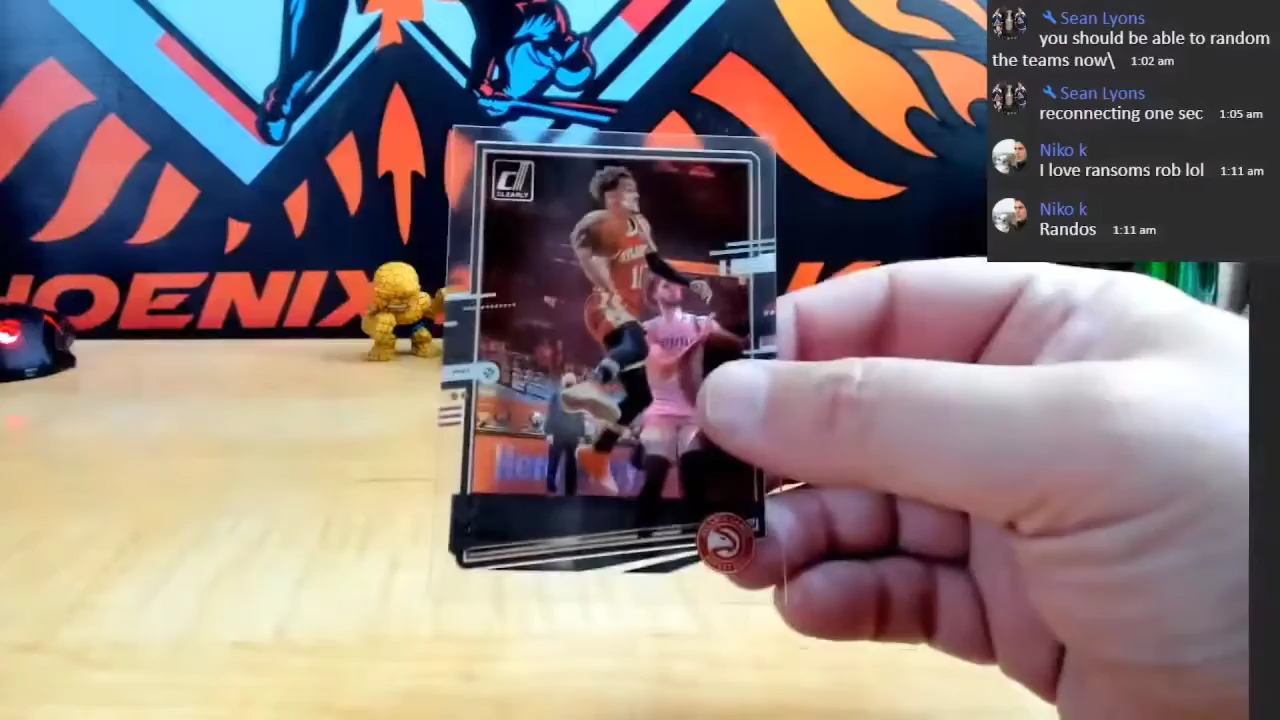 Sean Lyons
you should be able to random
the teams now\ 1:02 am
Sean Lyons
reconnecting one sec 1:05 am
Niko k
I love ransoms rob lol 1:11 am
Niko k
Randos 1:11 am
CLEARLY